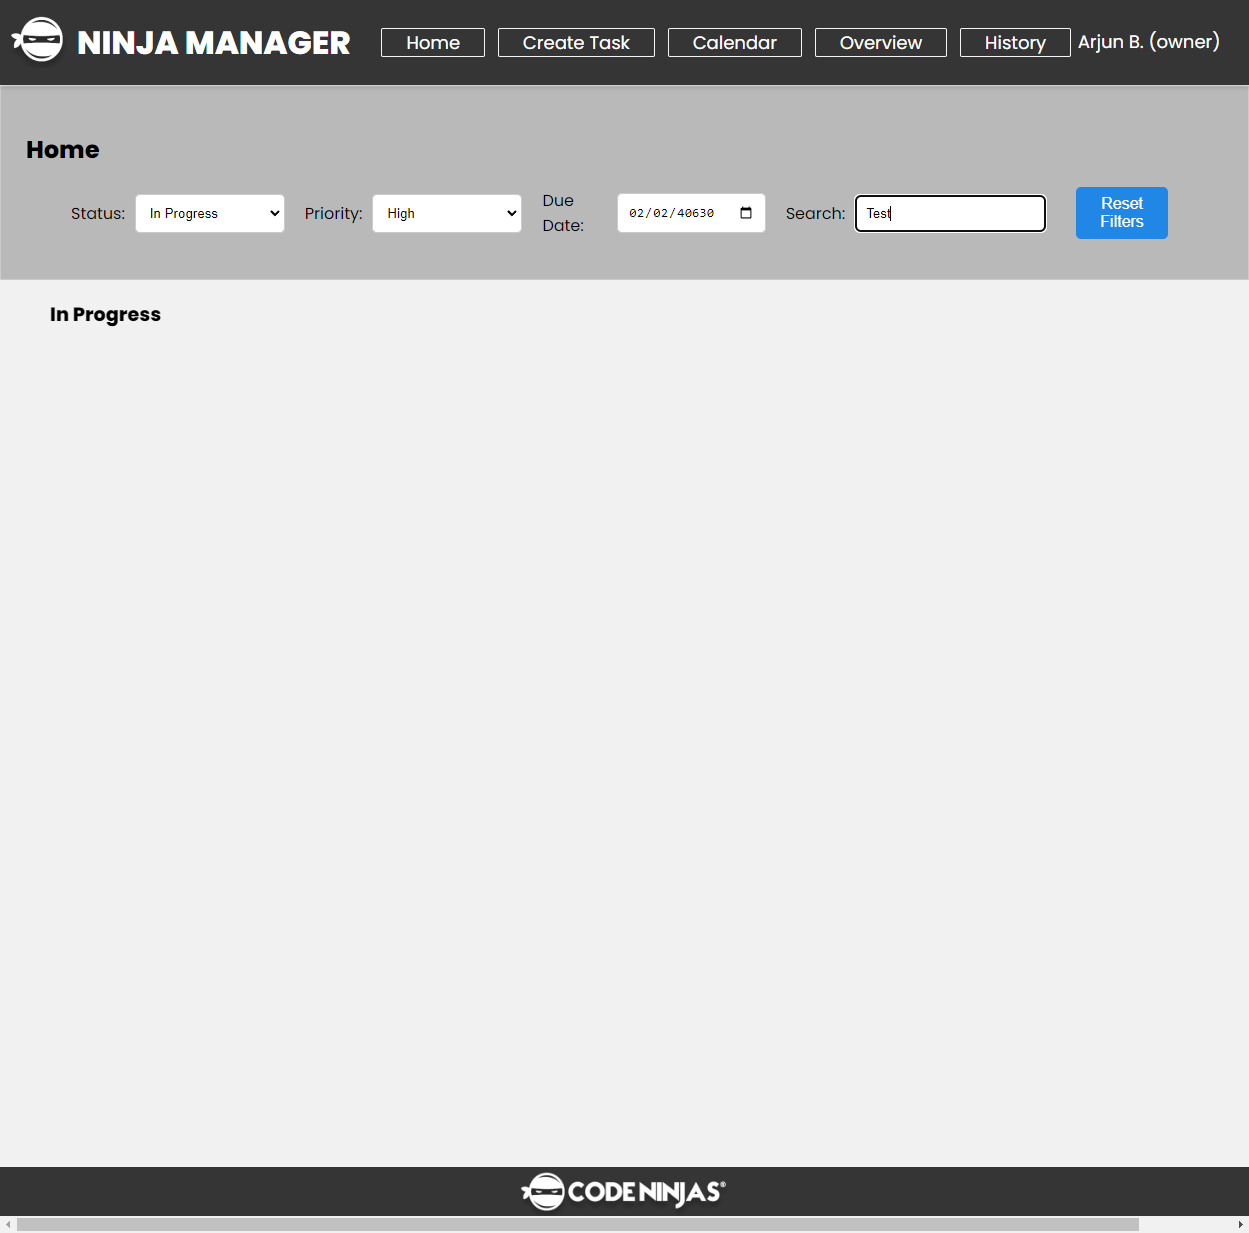 NINJA MANAGER
Home
Create Task
Calendar
Overview
History
Arjun B. (owner)
Home
Status:
In Progress
Priority:
High
Due
Date:
02/02/40630
Search:
Test
Reset
Filters
In Progress
CODE NINJAS®